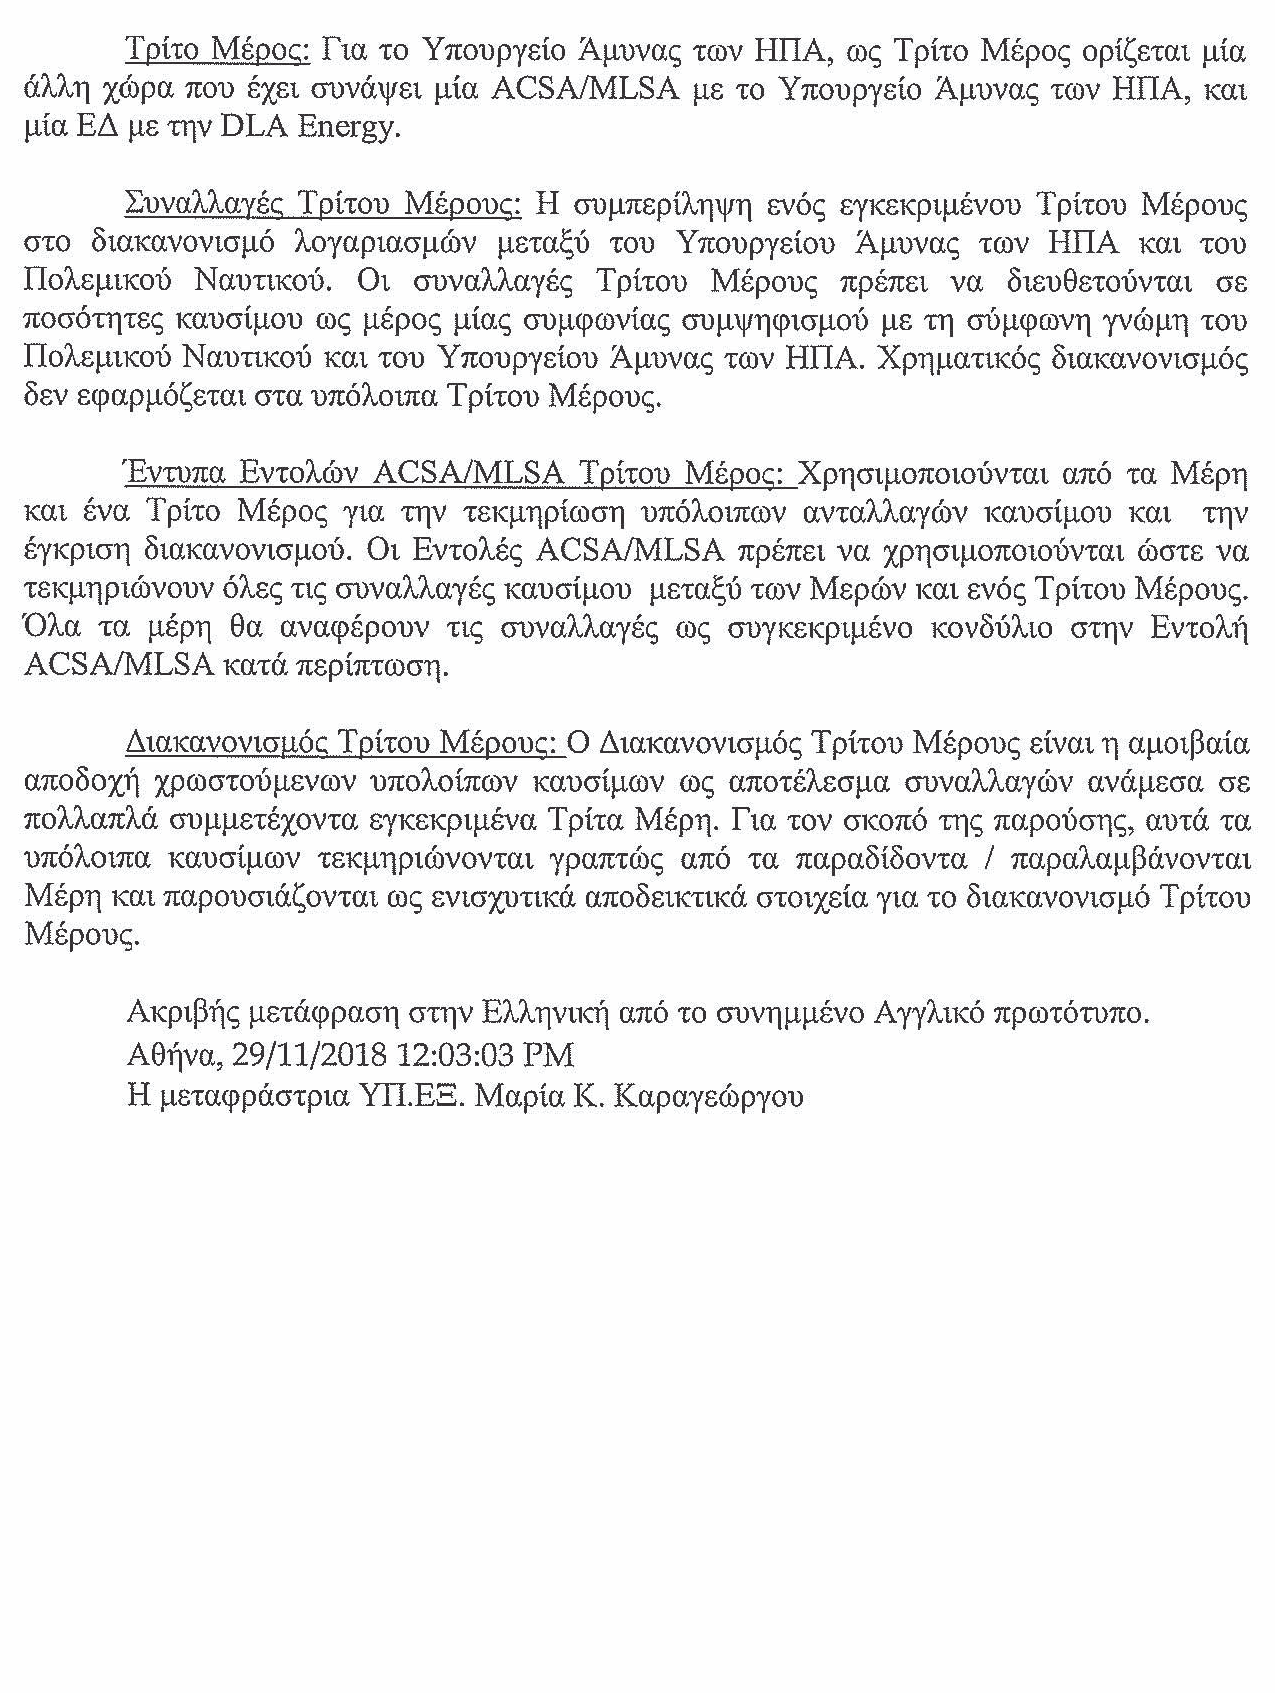 Τρίτο Μέρος: Για το Υπουργείο Άμυνας των ΗΠΑ, ως Τρίτο Μέρος ορίζεται μία
άλλη χώρα που έχει συνάψει μία ACSA/MLSA με το Υπουργείο Άμυνας των ΗΠΑ, και
μία ΕΔ με την DLA Energy.
Συναλλαγές Τρίτου Μέρους: Η συμπερίληψη ενός εγκεκριμένου Τρίτου Μέρους
στο διακανονισμό λογαριασμών μεταξύ του Υπουργείου Άμυνας των ΗΠΑ και του
Πολεμικού Ναυτικού. Οι συναλλαγές Τρίτου Μέρους πρέπει να διευθετούνται σε
ποσότητες καυσίμου ως μέρος μίας συμφωνίας συμψηφισμού με τη σύμφωνη γνώμη του
Πολεμικού Ναυτικού και του Υπουργείου Άμυνας των ΗΠΑ. Χρηματικός διακανονισμός
δεν εφαρμόζεται στα υπόλοιπα Τρίτου Μέρους.
Έντυπα Εντολών ACSA/MLSA Τρίτου Μέρος: Χρησιμοποιούνται από τα Μέρη
και ένα Τρίτο Μέρος για την τεκμηρίωση υπόλοιπων ανταλλαγών καυσίμου και την
έγκριση διακανονισμού. Οι Εντολές ACSA/MLSA πρέπει να χρησιμοποιούνται ώστε να
τεκμηριώνουν όλες τις συναλλαγές καυσίμου μεταξύ των Μερών και ενός Τρίτου Μέρους.
Όλα τα μέρη θα αναφέρουν τις συναλλαγές ως συγκεκριμένο κονδύλιο στην Εντολή
ACSA/MLSA κατά περίπτωση.
Διακανονισμός Τρίτου Μέρους: Ο Διακανονισμός Τρίτου Μέρους είναι η αμοιβαία
αποδοχή χρωστούμενων υπολοίπων καυσίμων ως αποτέλεσμα συναλλαγών ανάμεσα σε
πολλαπλά συμμετέχοντα εγκεκριμένα Τρίτα Μέρη. Για τον σκοπό της παρούσης, αυτά τα
υπόλοιπα καυσίμων τεκμηριώνονται γραπτώς από τα παραδίδοντα / παραλαμβάνονται
Μέρη και παρουσιάζονται ως ενισχυτικά αποδεικτικά στοιχεία για το διακανονισμό Τρίτου
Μέρους.
Ακριβής μετάφραση στην Ελληνική από το συνημμένο Αγγλικό πρωτότυπο.
Αθήνα, 29/11/2018 12:03:03 PM
Η μεταφράστρια ΥΠ.ΕΞ. Μαρία Κ. Καραγεώργου